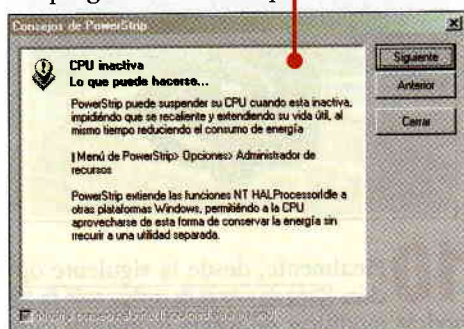 Consejos de PowerStrip
CPU inactiva
Lo que puede hacerse...
PowerStrip puede suspender su CPU cuando esta inactiva,
impidiéndo que se recaliente y extendiendo su vida útil, al
mismo tiempo reduciendo el consumo de energía
| Menú de PowerStrip> Opciones> Administrador de
recursos
PowerStrip extiende las funciones NT HALProcessorIdle a
otras plataformas Windows, permitiéndo a la CPU
aprovecharse de esta forma de conservar la energía sin
recurir a una utilidad separada.
Siguiente
Anterior
Cerrar